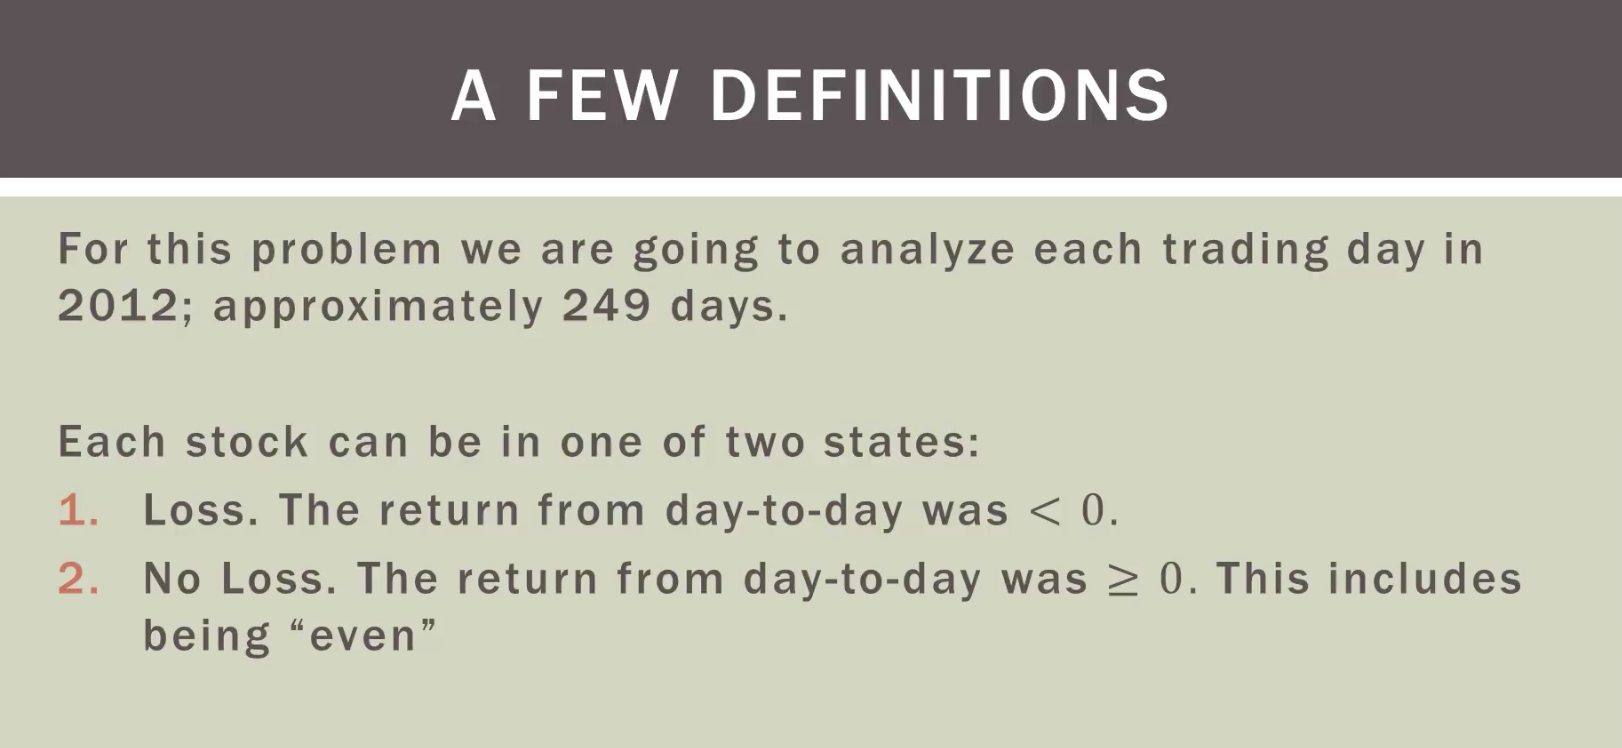 A FEW DEFINITIONS
For this problem we are going to analyze each trading day in
2012; approximately 249 days.
Each stock can be in one of two states:
1. Loss. The return from day-to-day was < 0.
2. No Loss. The return from day-to-day was ≥ 0. This includes
being “even”